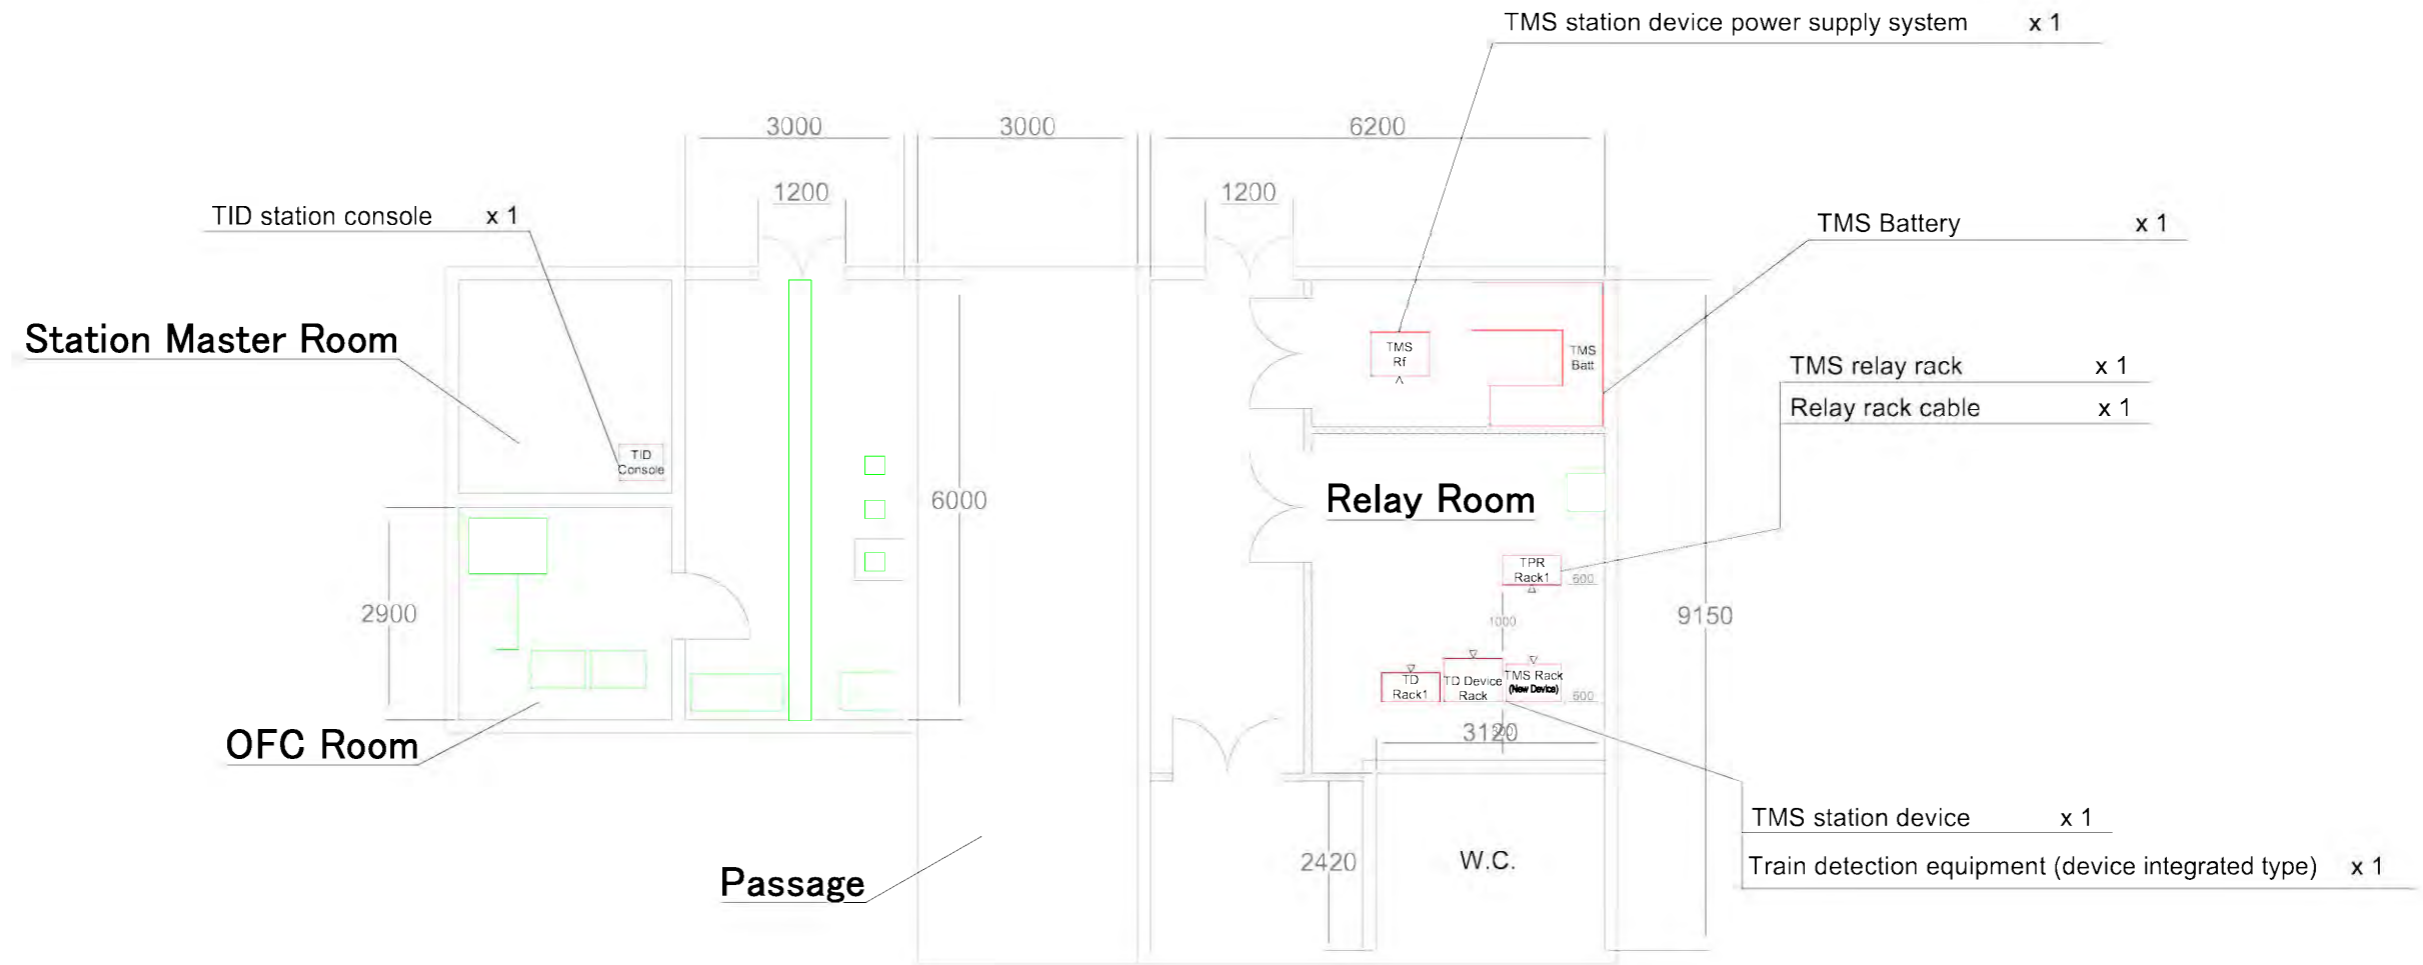 TMS station device power supply system x 1
3000
3000
6200
1200
1200
TID station console x 1
TMS Battery x 1
Station Master Room
TMS
Rf
TMS
Batt
TMS relay rack x 1
Relay rack cable x 1
TID
Console
6000
Relay Room
TPR
Rack1
600
2900
1000
9150
TD
Rack1
TD Device
Rack
TMS Rack
(New Device)
600
3120
OFC Room
TMS station device x 1
2420
W.C.
Train detection equipment (device integrated type) x 1
Passage